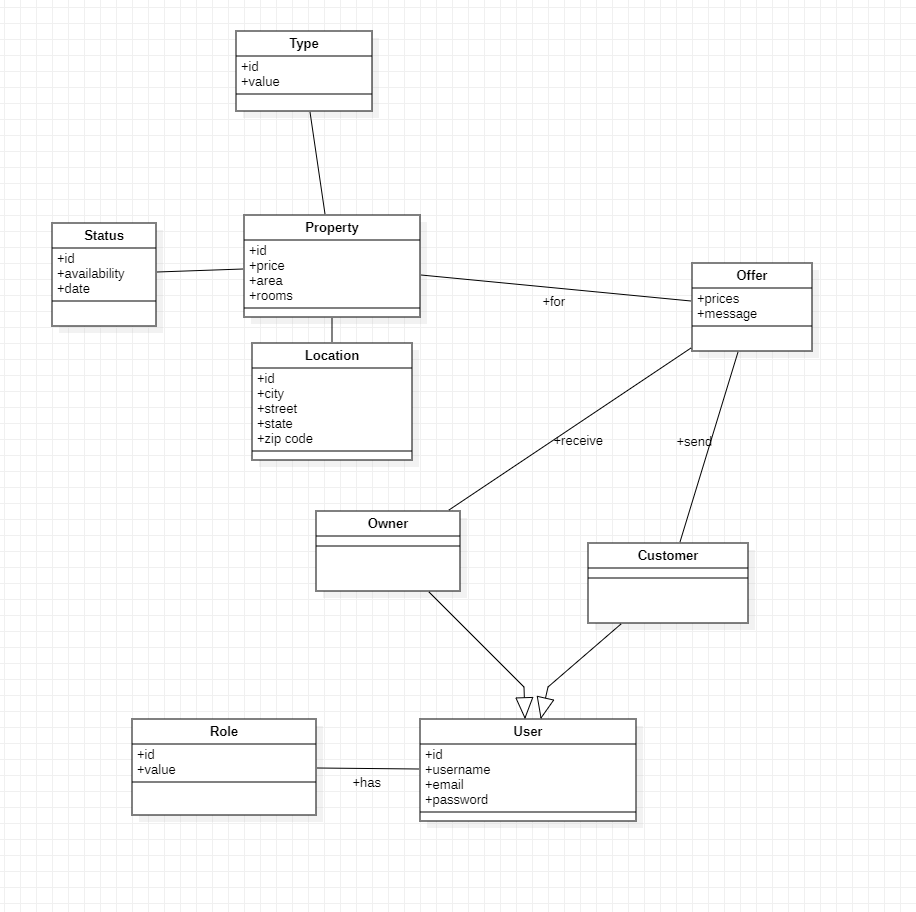 Type
+id
+value
Property
+id
+price
+area
+rooms
Status
+id
+availability
+date
Offer
+prices
+message
+for
Location
+id
+city
+street
+state
+zip code
+receive
+send
Owner
Customer
Role
+id
+value
+has
User
+id
+username
+email
+password